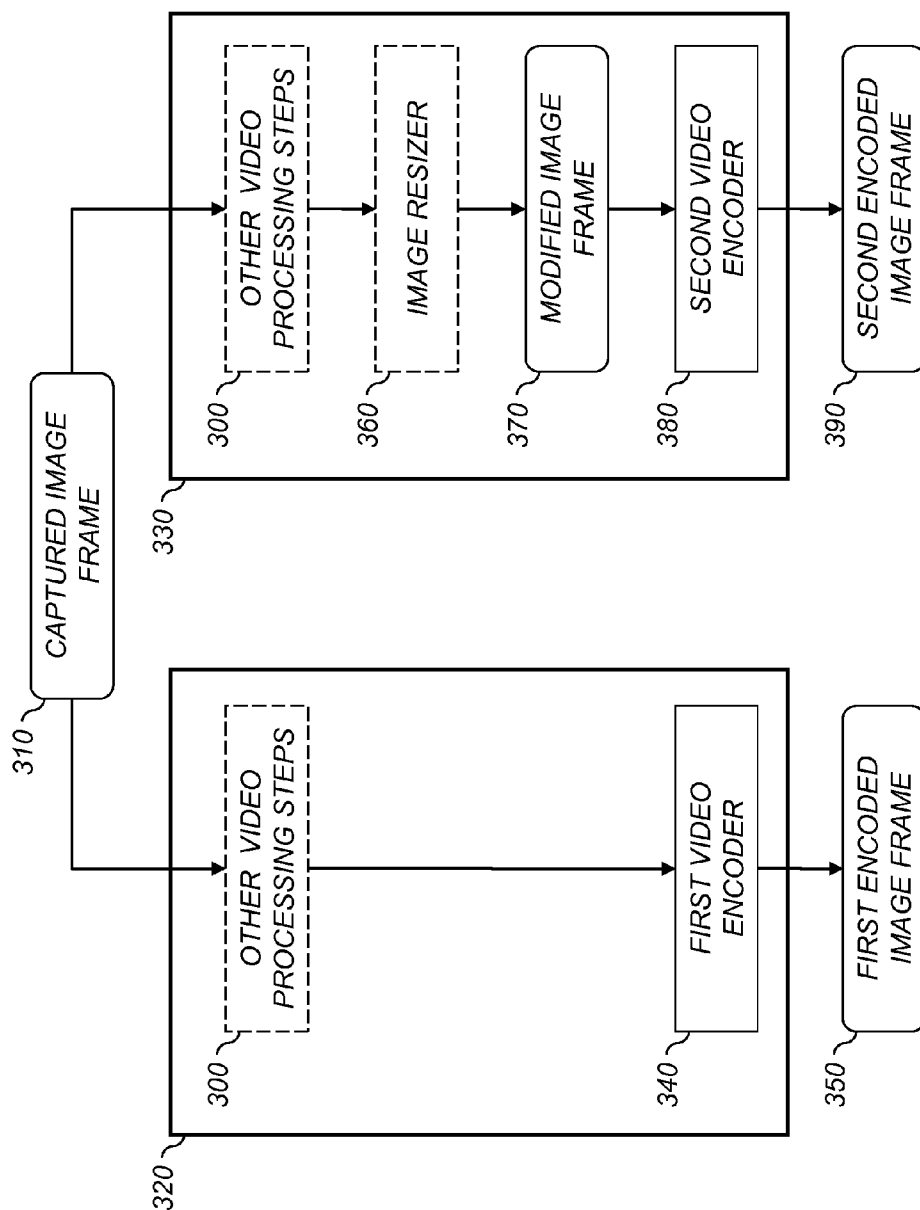 310
CAPTURED IMAGE
FRAME
320
300
OTHER VIDEO
PROCESSING STEPS
340
FIRST VIDEO
ENCODER
350
FIRST ENCODED
IMAGE FRAME
330
300
OTHER VIDEO
PROCESSING STEPS
360
IMAGE RESIZER
370
MODIFIED IMAGE
FRAME
380
SECOND VIDEO
ENCODER
390
SECOND ENCODED
IMAGE FRAME